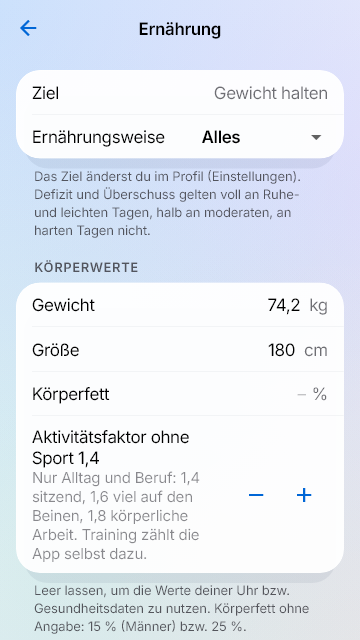 Ernährung
Ziel Gewicht halten
Ernährungsweise Alles
Das Ziel änderst du im Profil (Einstellungen).
Defizit und Überschuss gelten voll an Ruhe-
und leichten Tagen, halb an moderaten, an
harten Tagen nicht.
KÖRPERWERTE
Gewicht 74,2 kg
Größe 180 cm
Körperfett – %
Aktivitätsfaktor ohne
Sport 1,4
Nur Alltag und Beruf: 1,4
sitzend, 1,6 viel auf den
Beinen, 1,8 körperliche
Arbeit. Training zählt die
App selbst dazu.
Leer lassen, um die Werte deiner Uhr bzw.
Gesundheitsdaten zu nutzen. Körperfett ohne
Angabe: 15 % (Männer) bzw. 25 %.